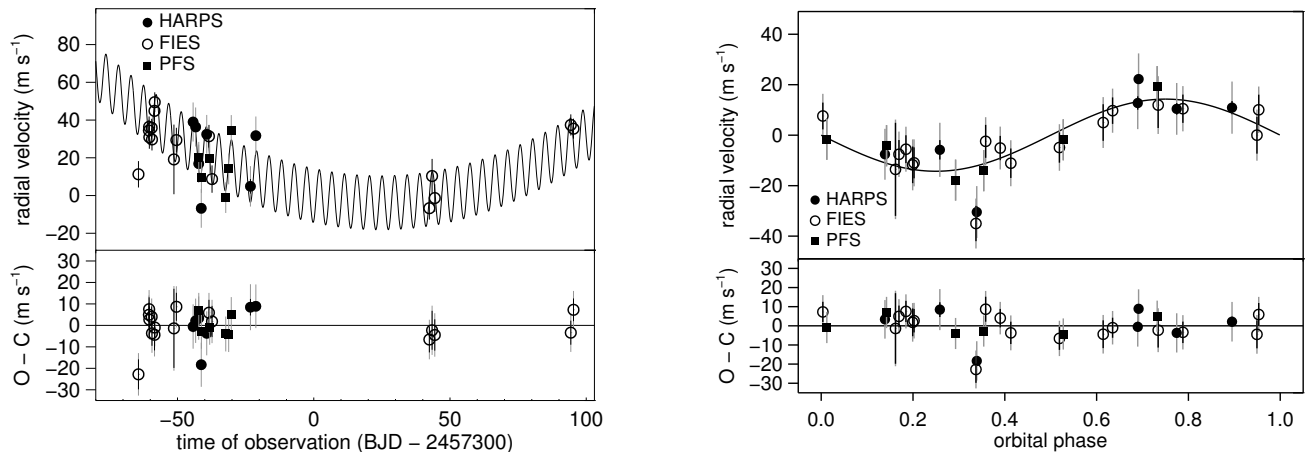 HARPS
FIES
PFS
radial velocity (m s⁻¹)
80
60
40
20
0
−20
O − C (m s⁻¹)
30
20
10
0
−10
−20
−30
−50
0
50
100
time of observation (BJD − 2457300)
radial velocity (m s⁻¹)
40
20
0
−20
−40
HARPS
FIES
PFS
O − C (m s⁻¹)
30
20
10
0
−10
−20
−30
0.0
0.2
0.4
0.6
0.8
1.0
orbital phase